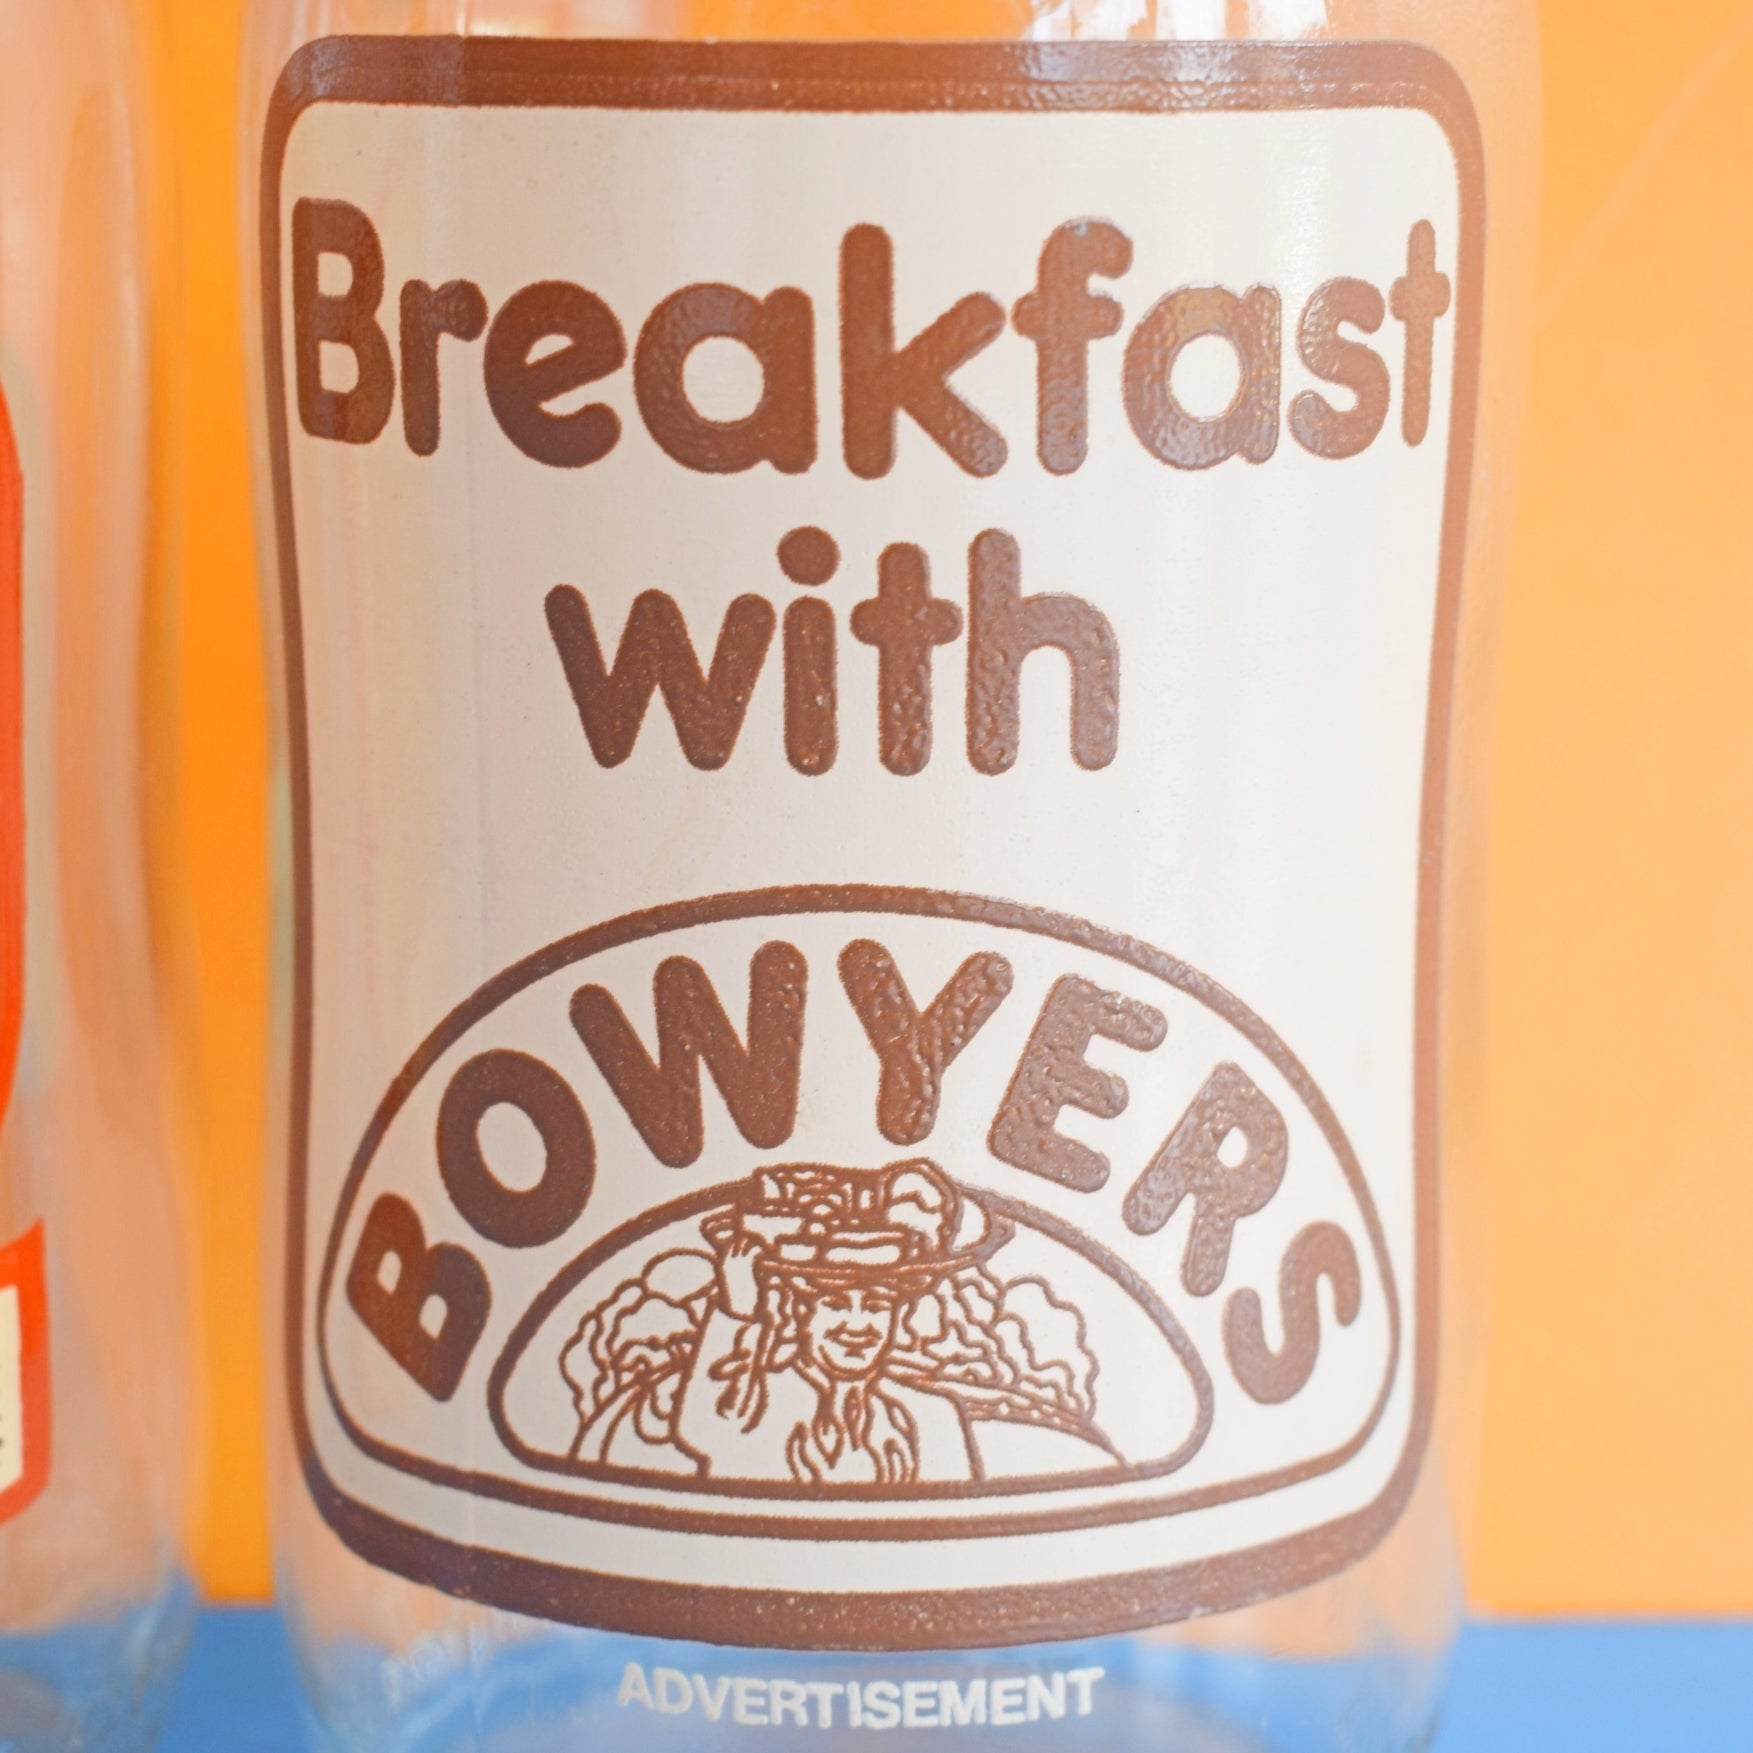 Breakfast
with
BOWYERS
ADVERTISEMENT